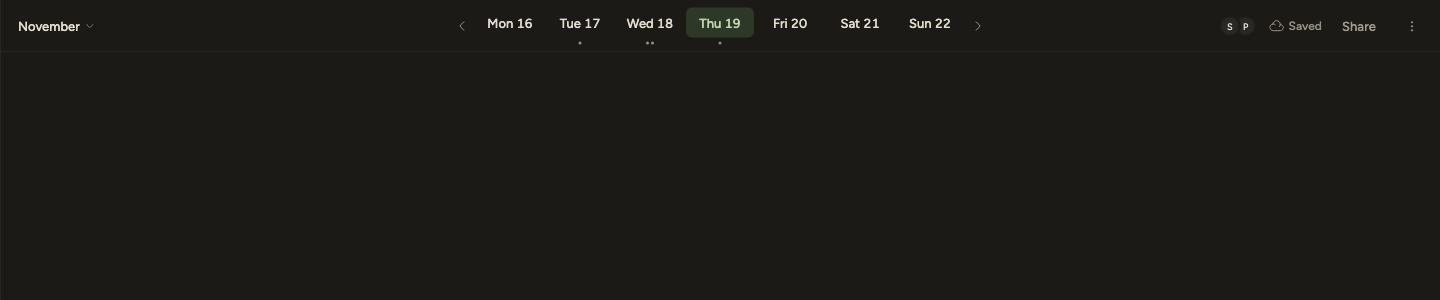 November
Mon 16 Tue 17 Wed 18 Thu 19 Fri 20 Sat 21 Sun 22
S P Saved Share